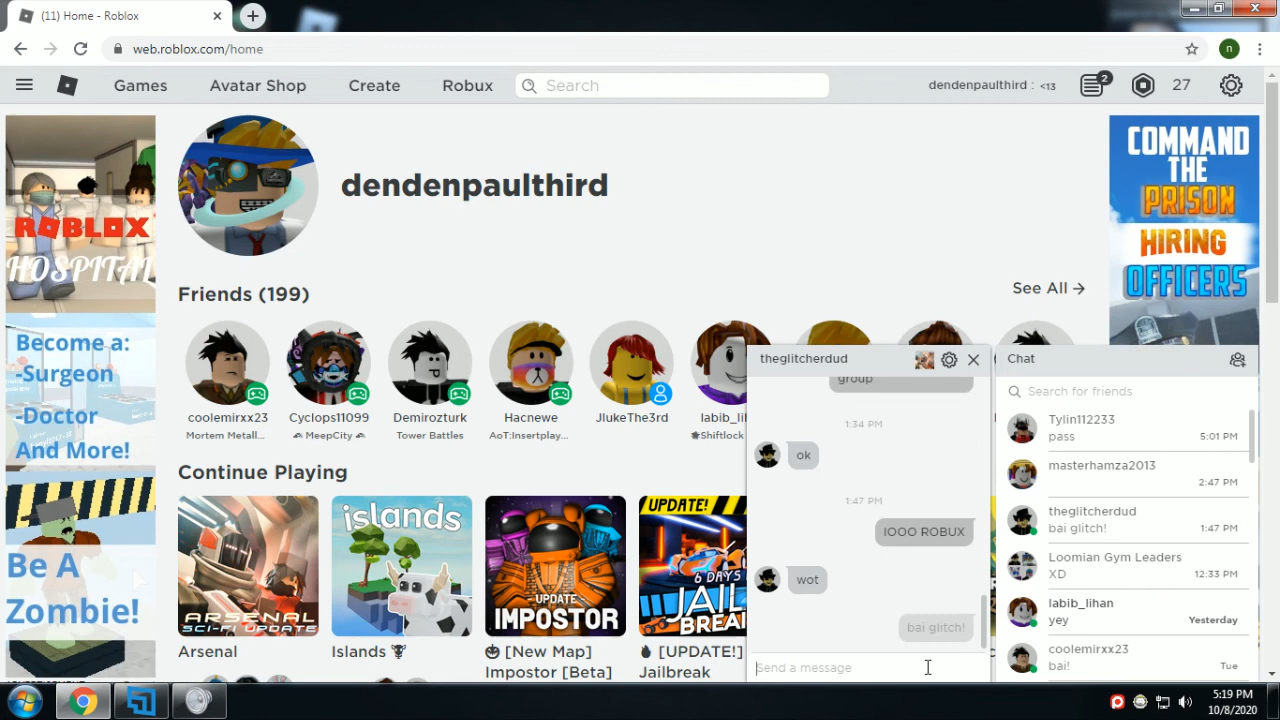 (11) Home - Roblox
web.roblox.com/home
n
Games
Avatar Shop
Create
Robux
Search
dendenpaulthird : <13
2
27
ROBLOX
HOSPITAL
Become a:
-Surgeon
-Doctor
And More!
Be A
Zombie!
dendenpaulthird
COMMAND
THE
PRISON
HIRING
OFFICERS
Friends (199)
See All →
coolemirxx23
Mortem Metall...
Cyclops11099
MeepCity
Demirozturk
Tower Battles
Hacnewe
AoT:Insertplay...
JlukeThe3rd
labib_lih
Shiftlock
Continue Playing
ARSENAL
SCI-FI UPDATE
Arsenal
islands
Islands
- UPDATE -
IMPOSTOR
[New Map]
Impostor [Beta]
UPDATE!
6 DAYS
JAIL
BREA
[UPDATE!]
Jailbreak
theglitcherdud
group
1:34 PM
ok
1:47 PM
IOOO ROBUX
wot
bai glitch!
Send a message
Chat
Search for friends
Tylin112233
pass
5:01 PM
masterhamza2013
2:47 PM
theglitcherdud
bai glitch!
1:47 PM
Loomian Gym Leaders
XD
12:33 PM
labib_lihan
yey
Yesterday
coolemirxx23
bai!
Tue
5:19 PM
10/8/2020